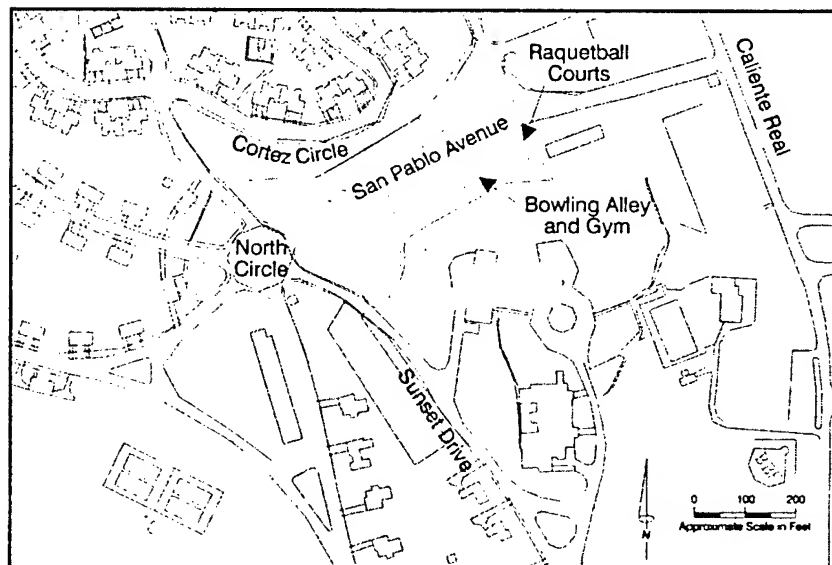 Raquetball
Courts
Caliente Real
Cortez Circle
San Pablo Avenue
Bowling Alley
and Gym
North
Circle
Sunset Drive
0 100 200
Approximate Scale in Feet
N